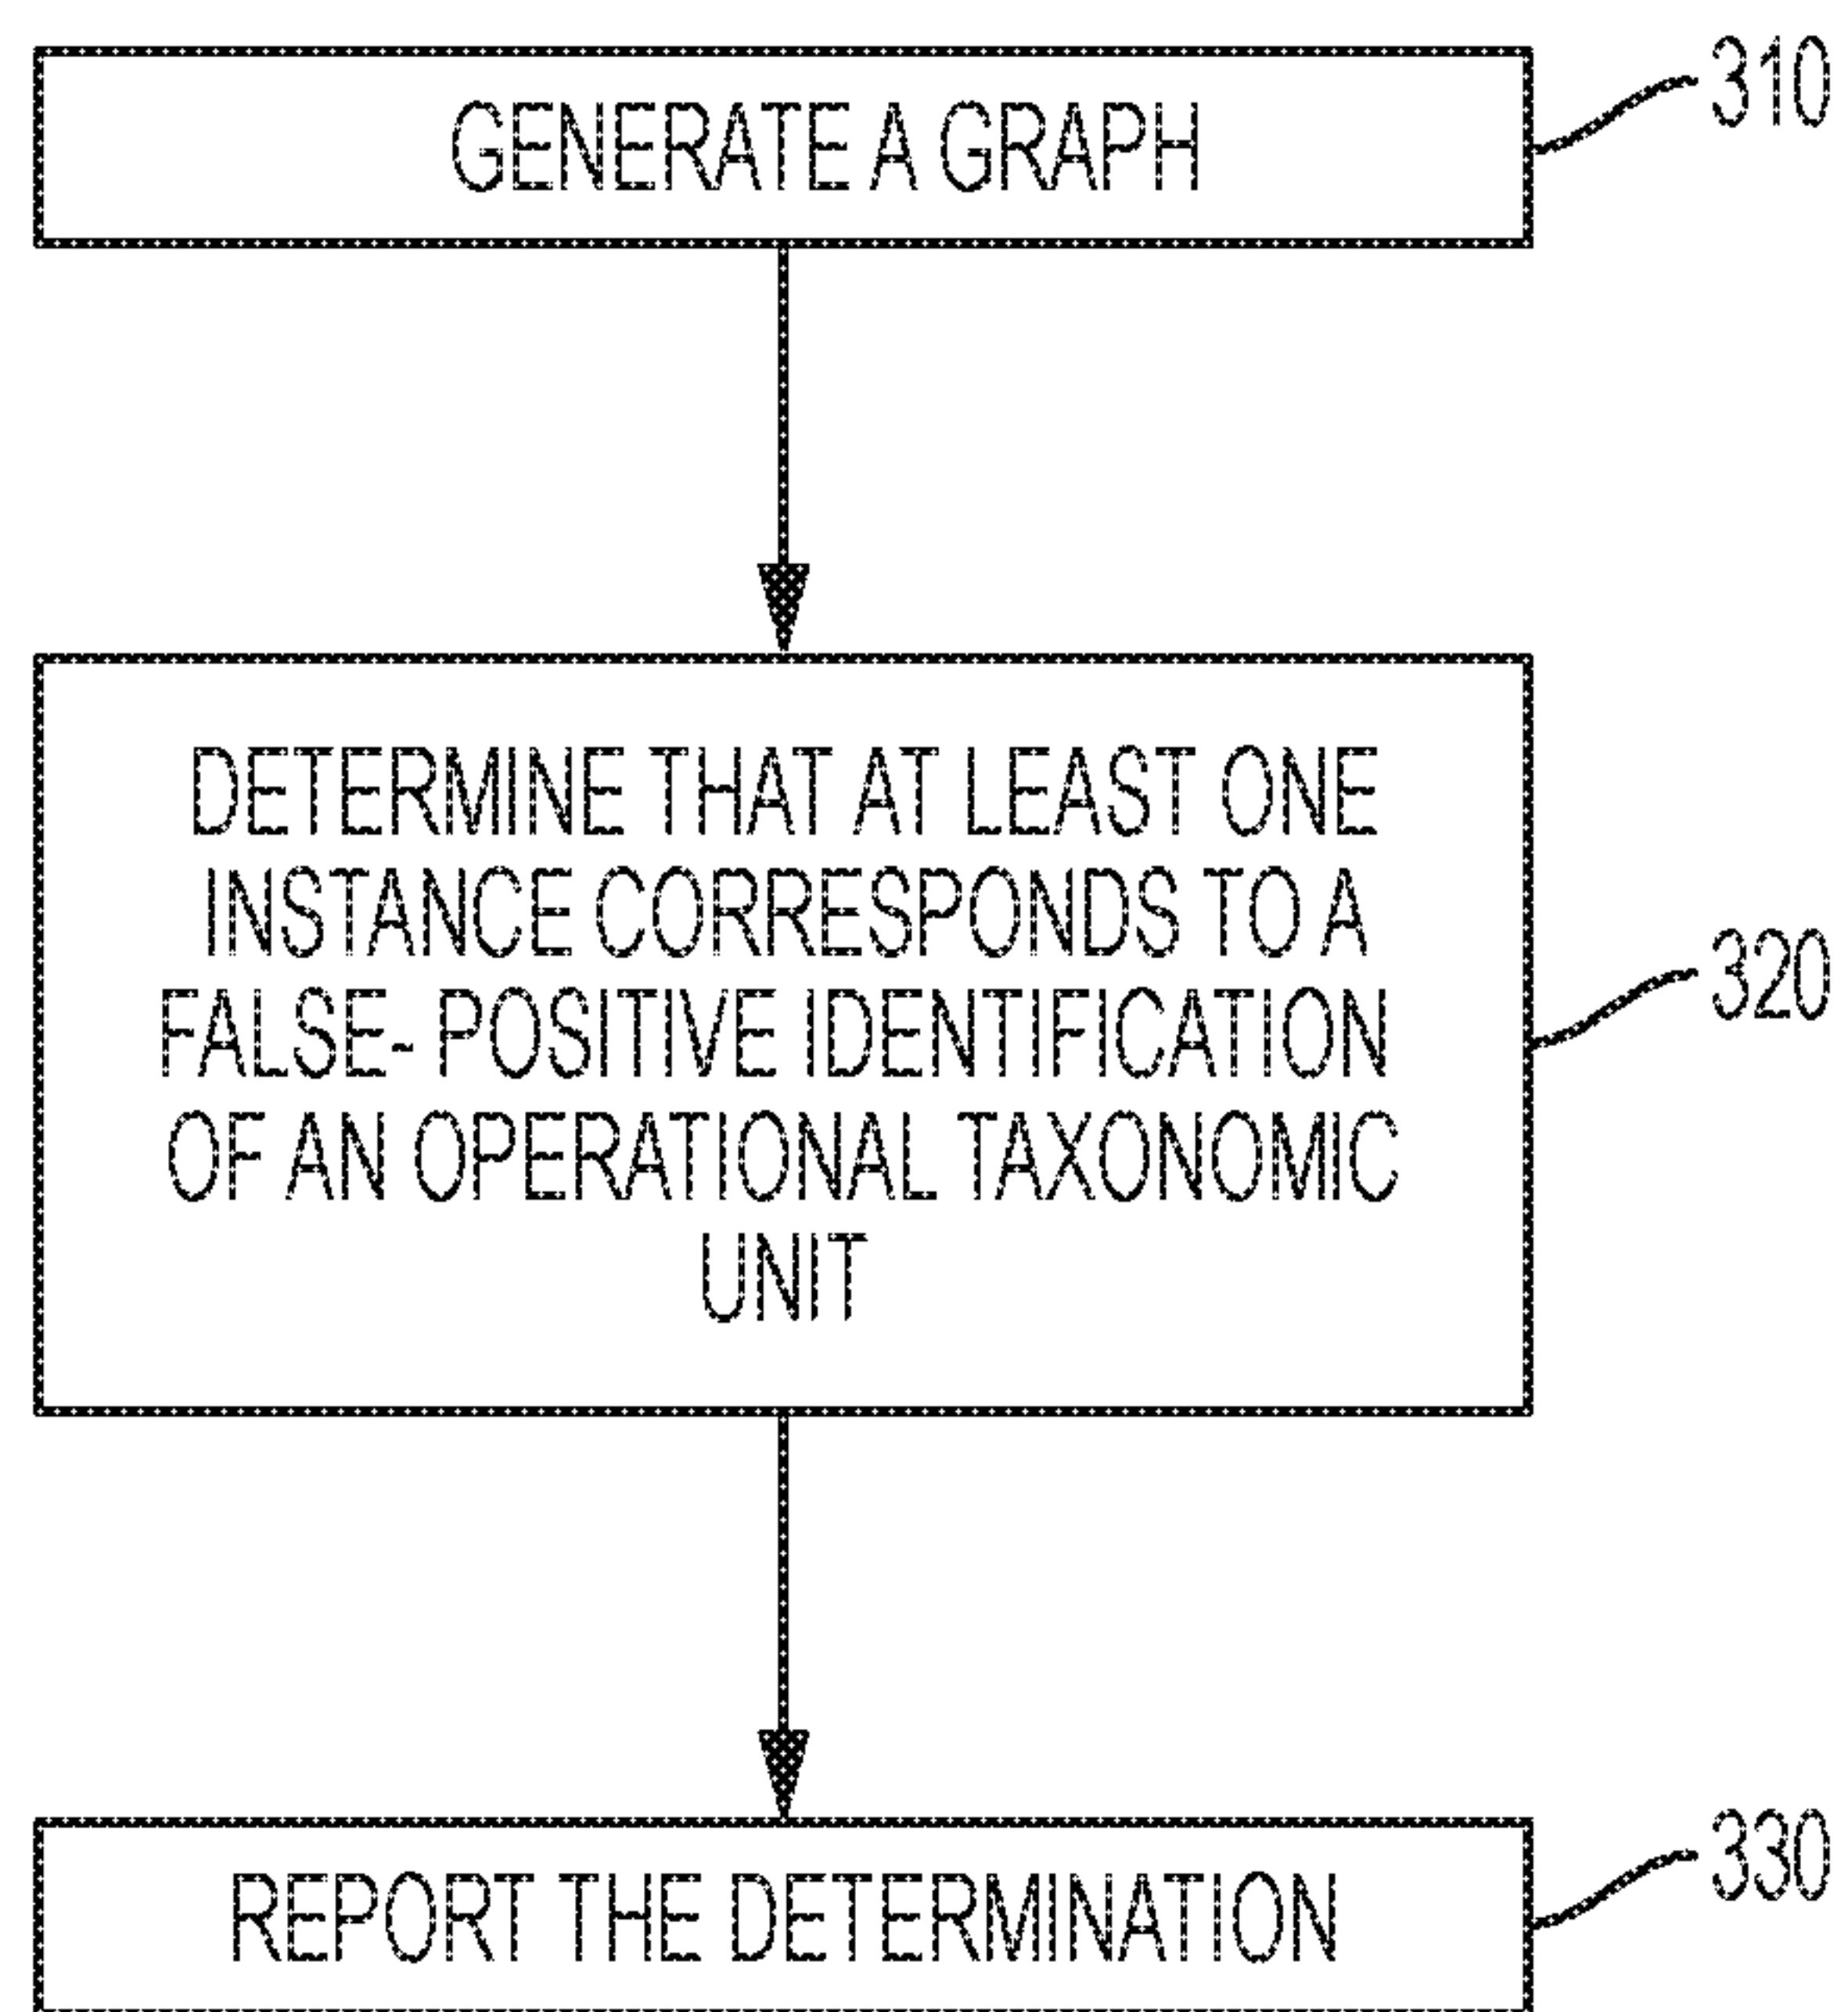 GENERATE A GRAPH
310
DETERMINE THAT AT LEAST ONE
INSTANCE CORRESPONDS TO A
FALSE- POSITIVE IDENTIFICATION
OF AN OPERATIONAL TAXONOMIC
UNIT
320
REPORT THE DETERMINATION
330